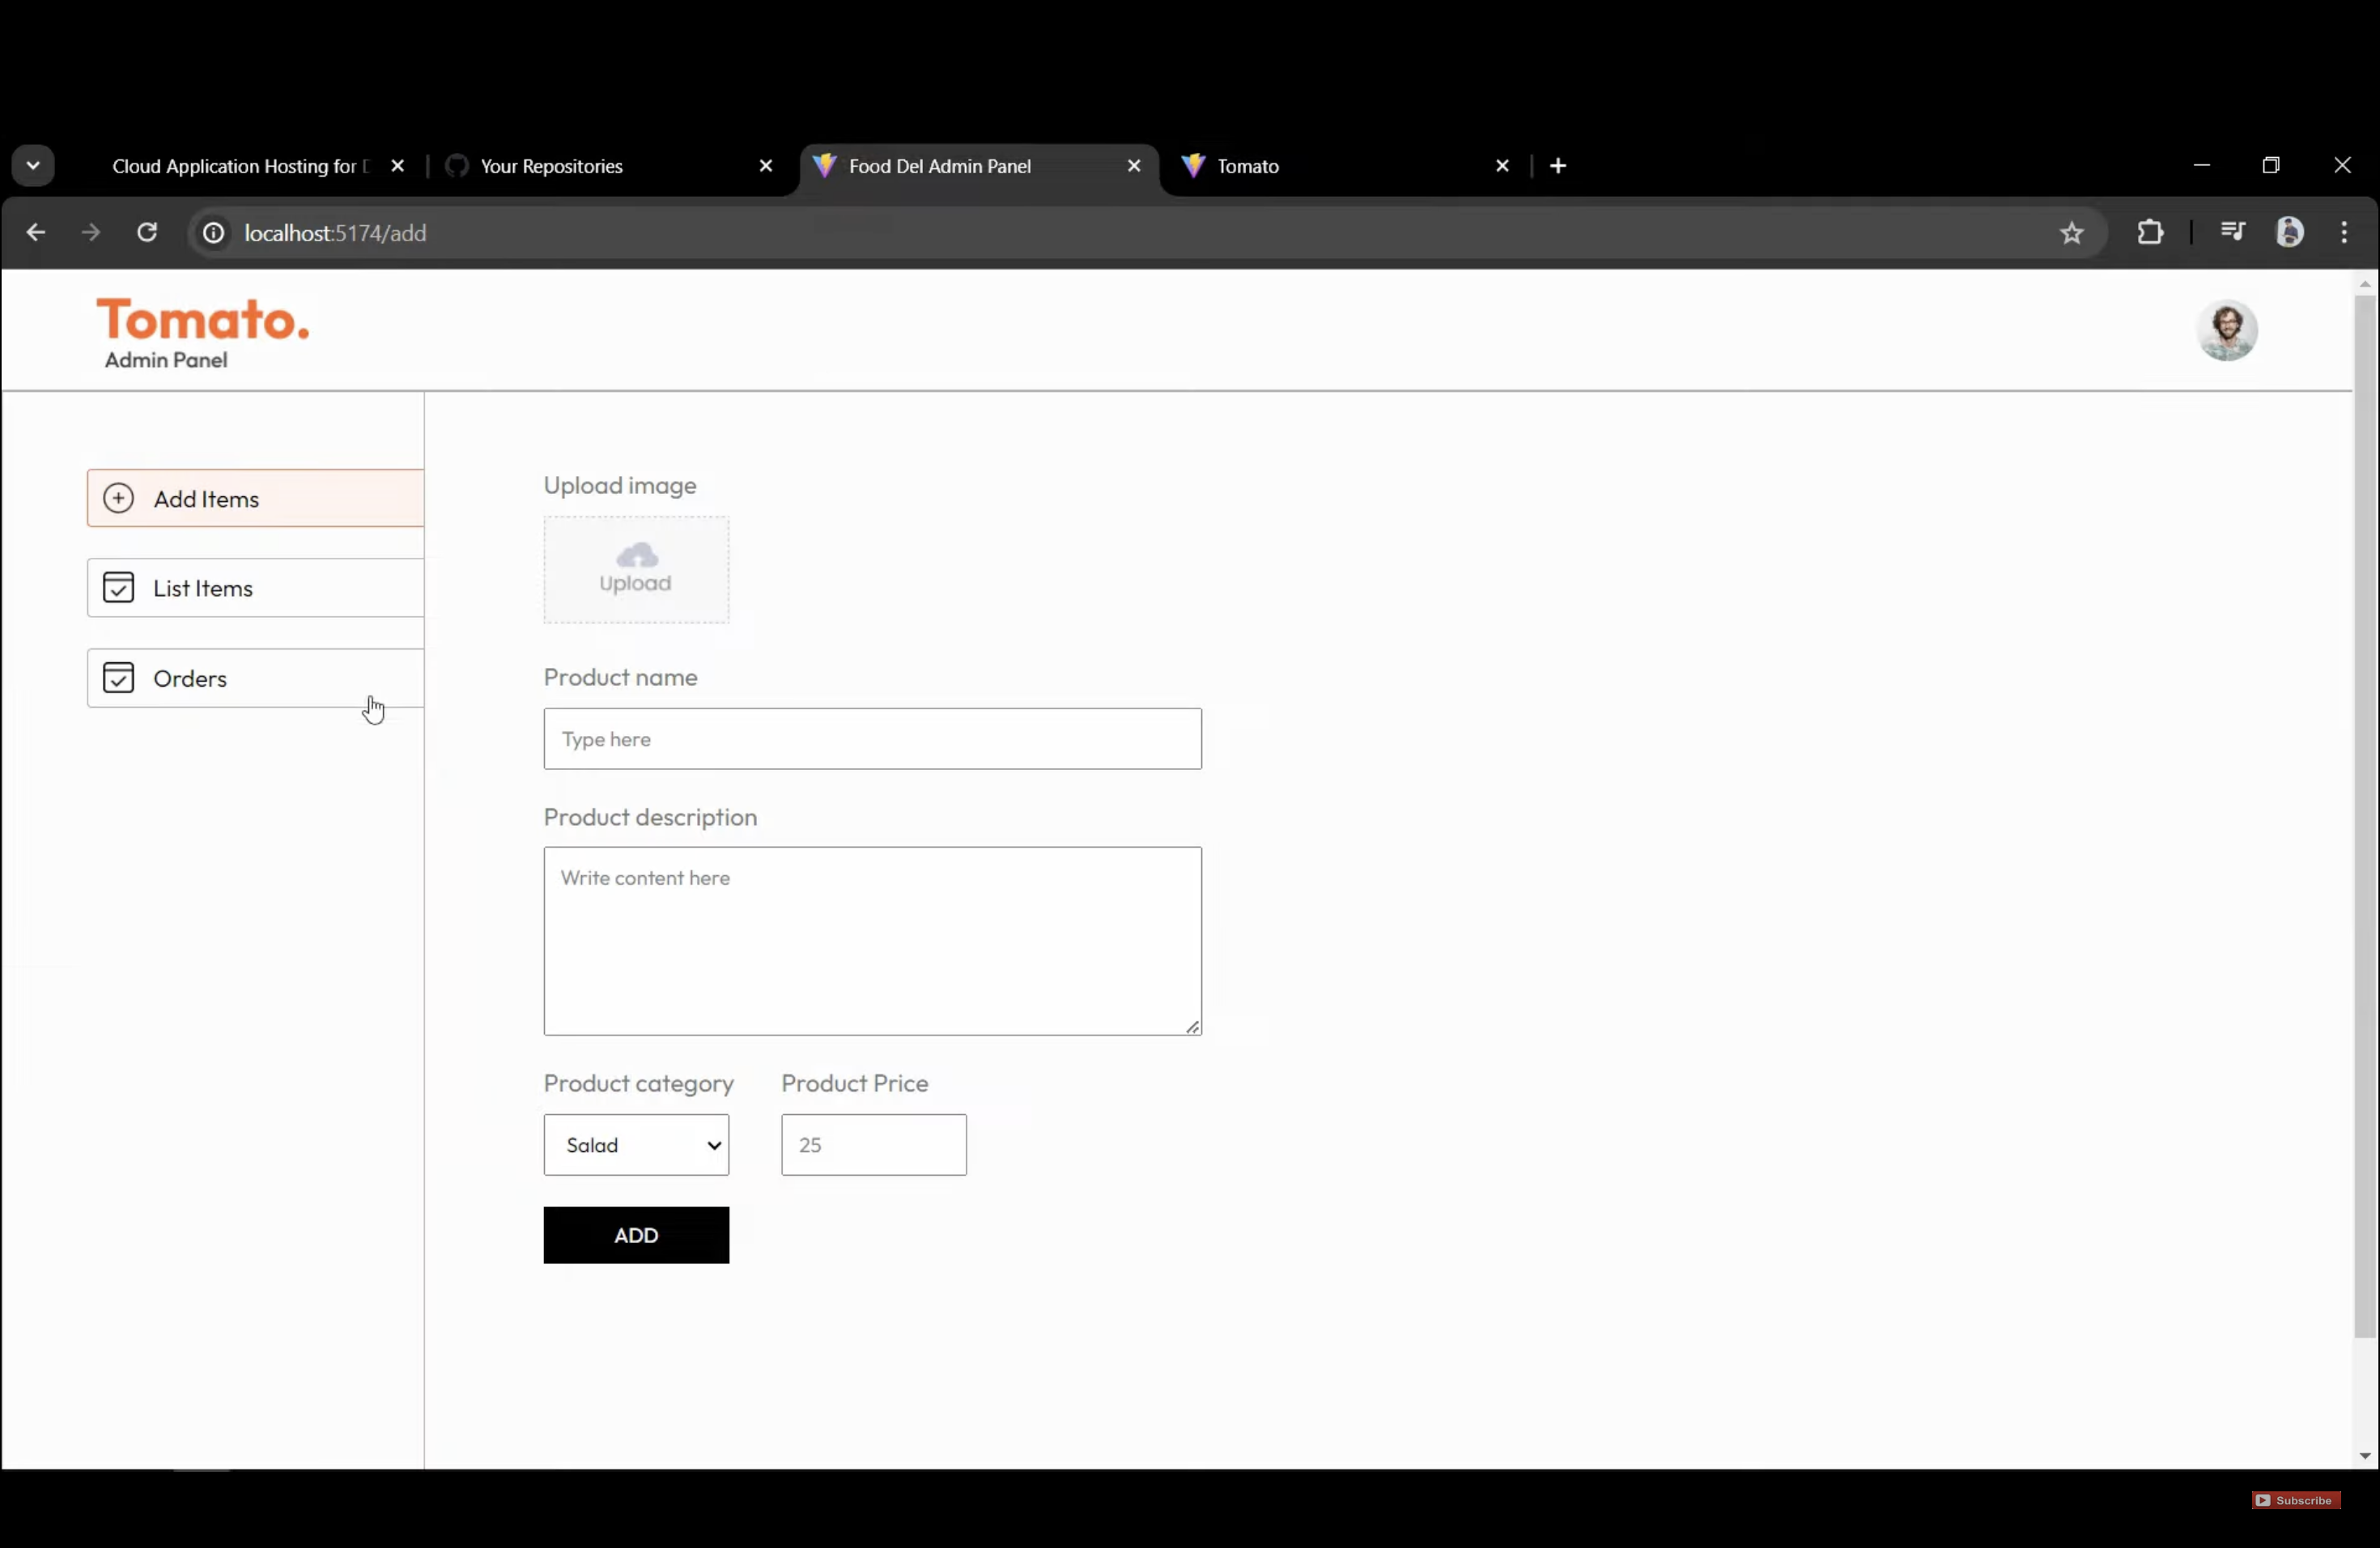 Cloud Application Hosting for
Your Repositories
Food Del Admin Panel
Tomato
localhost:5174/add
Tomato.
Admin Panel
Add Items
List Items
Orders
Upload image
Upload
Product name
Type here
Product description
Write content here
Product category
Product Price
Salad
25
ADD
Subscribe